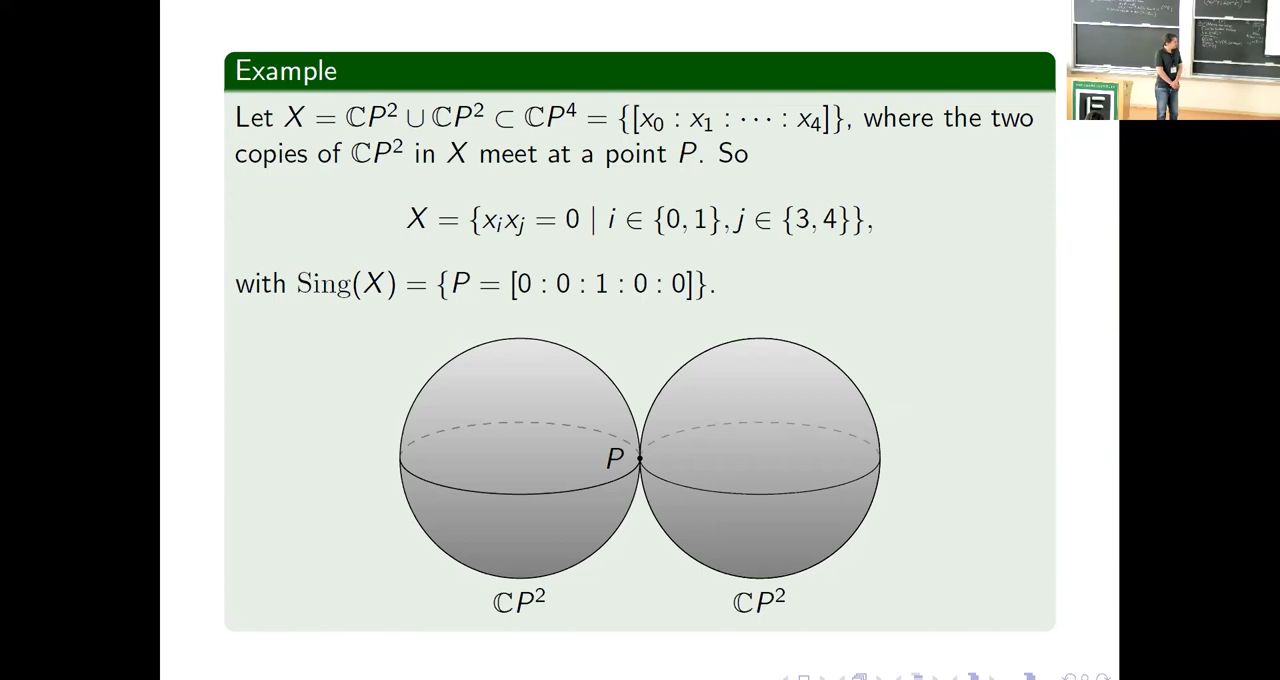 Example
Let X = ℂP² ∪ ℂP² ⊂ ℂP⁴ = {[x₀ : x₁ : ⋯ : x₄]}, where the two
copies of ℂP² in X meet at a point P. So
X = {xᵢxⱼ = 0 | i ∈ {0, 1}, j ∈ {3, 4}},
with Sing(X) = {P = [0 : 0 : 1 : 0 : 0]}.
P
ℂP² ℂP²